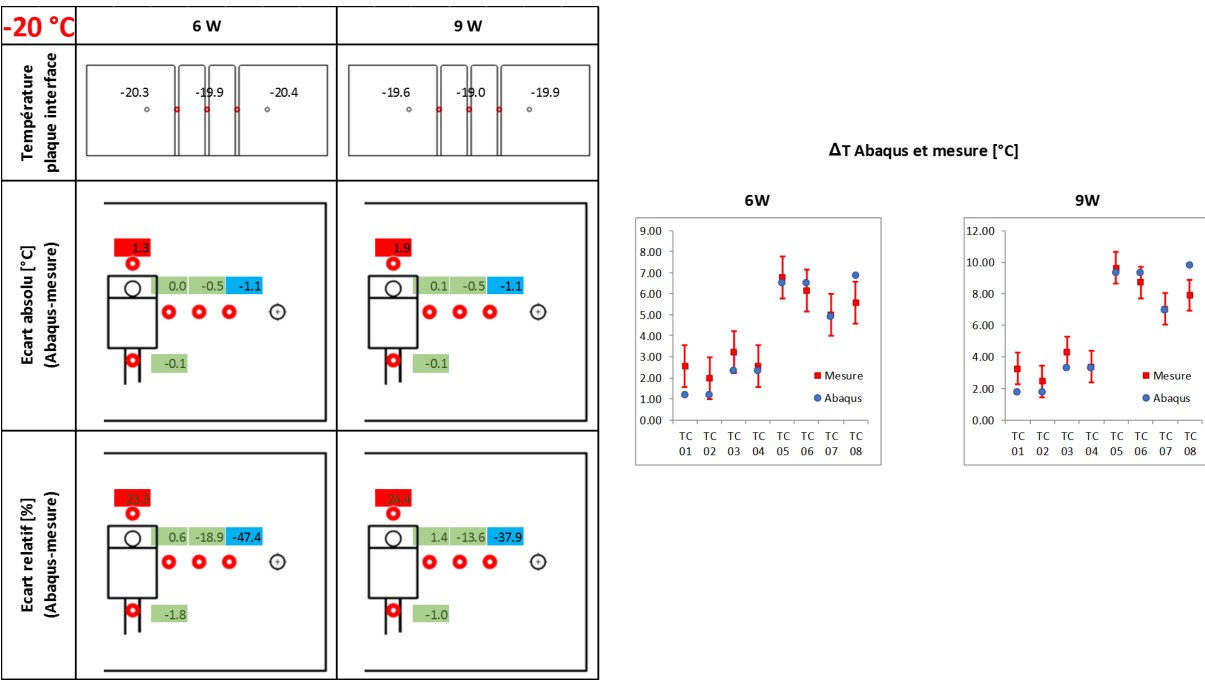 -20 °C 6 W 9 W
Température
plaque interface
-20.3 -19.9 -20.4
-19.6 -19.0 -19.9
Ecart absolu [°C]
(Abaqus-mesure)
1.3
0.0 -0.5 -1.1
-0.1
1.9
0.1 -0.5 -1.1
-0.1
Ecart relatif [%]
(Abaqus-mesure)
0.6 -18.9 -47.4
-1.8
24.4
1.4 -13.6 -37.9
-1.0
ΔT Abaqus et mesure [°C]
6W
9.00
8.00
7.00
6.00
5.00
4.00
3.00
2.00
1.00
0.00
Mesure
Abaqus
TC TC TC TC TC TC TC TC
01 02 03 04 05 06 07 08
9W
12.00
10.00
8.00
6.00
4.00
2.00
0.00
Mesure
Abaqus
TC TC TC TC TC TC TC TC
01 02 03 04 05 06 07 08